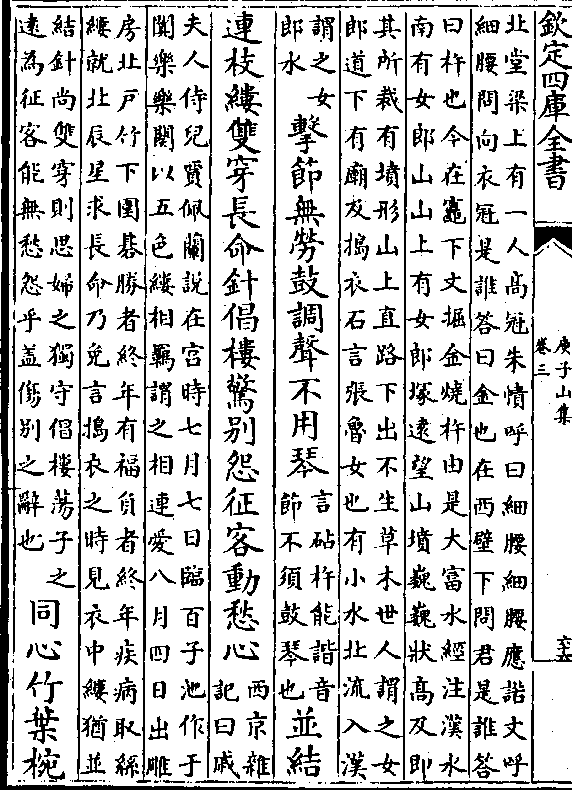 欽定四庫全書
庾子山集
卷三
北堂梁上有一人高冠朱幘呼曰細腰細腰應諾文呼
細腰問向衣冠是誰答曰金也在西壁下問君是誰答
曰杵也今在竈下文掘金燒杵由是大富水經注漢水
南有女郎山山上有女郎塚遠望山墳巍巍狀高及即
其所裁有墳形山上直路下出不生草木世人謂之女
郎道下有廟及搗衣石言張魯女也有小水北流入漢
謂之女
郎水
擊節無勞鼓調聲不用琴
言砧杵能諧音
節不須鼓琴也
並結
連枝縷雙穿長命針倡樓驚別怨征客動愁心
西京雜
記曰戚
夫人侍兒賈佩蘭說在宮時七月七日臨百子池作于
闐樂樂闋以五色縷相羈謂之相連愛八月四日出雕
房北戶竹下圍碁勝者終年有福負者終年疾病取絲
縷就北辰星求長命乃免言搗衣之時見衣中縷猶並
結針尚雙穿則思婦之獨守倡樓蕩子之
遠為征客能無愁怨乎蓋傷別之辭也
同心竹葉椀